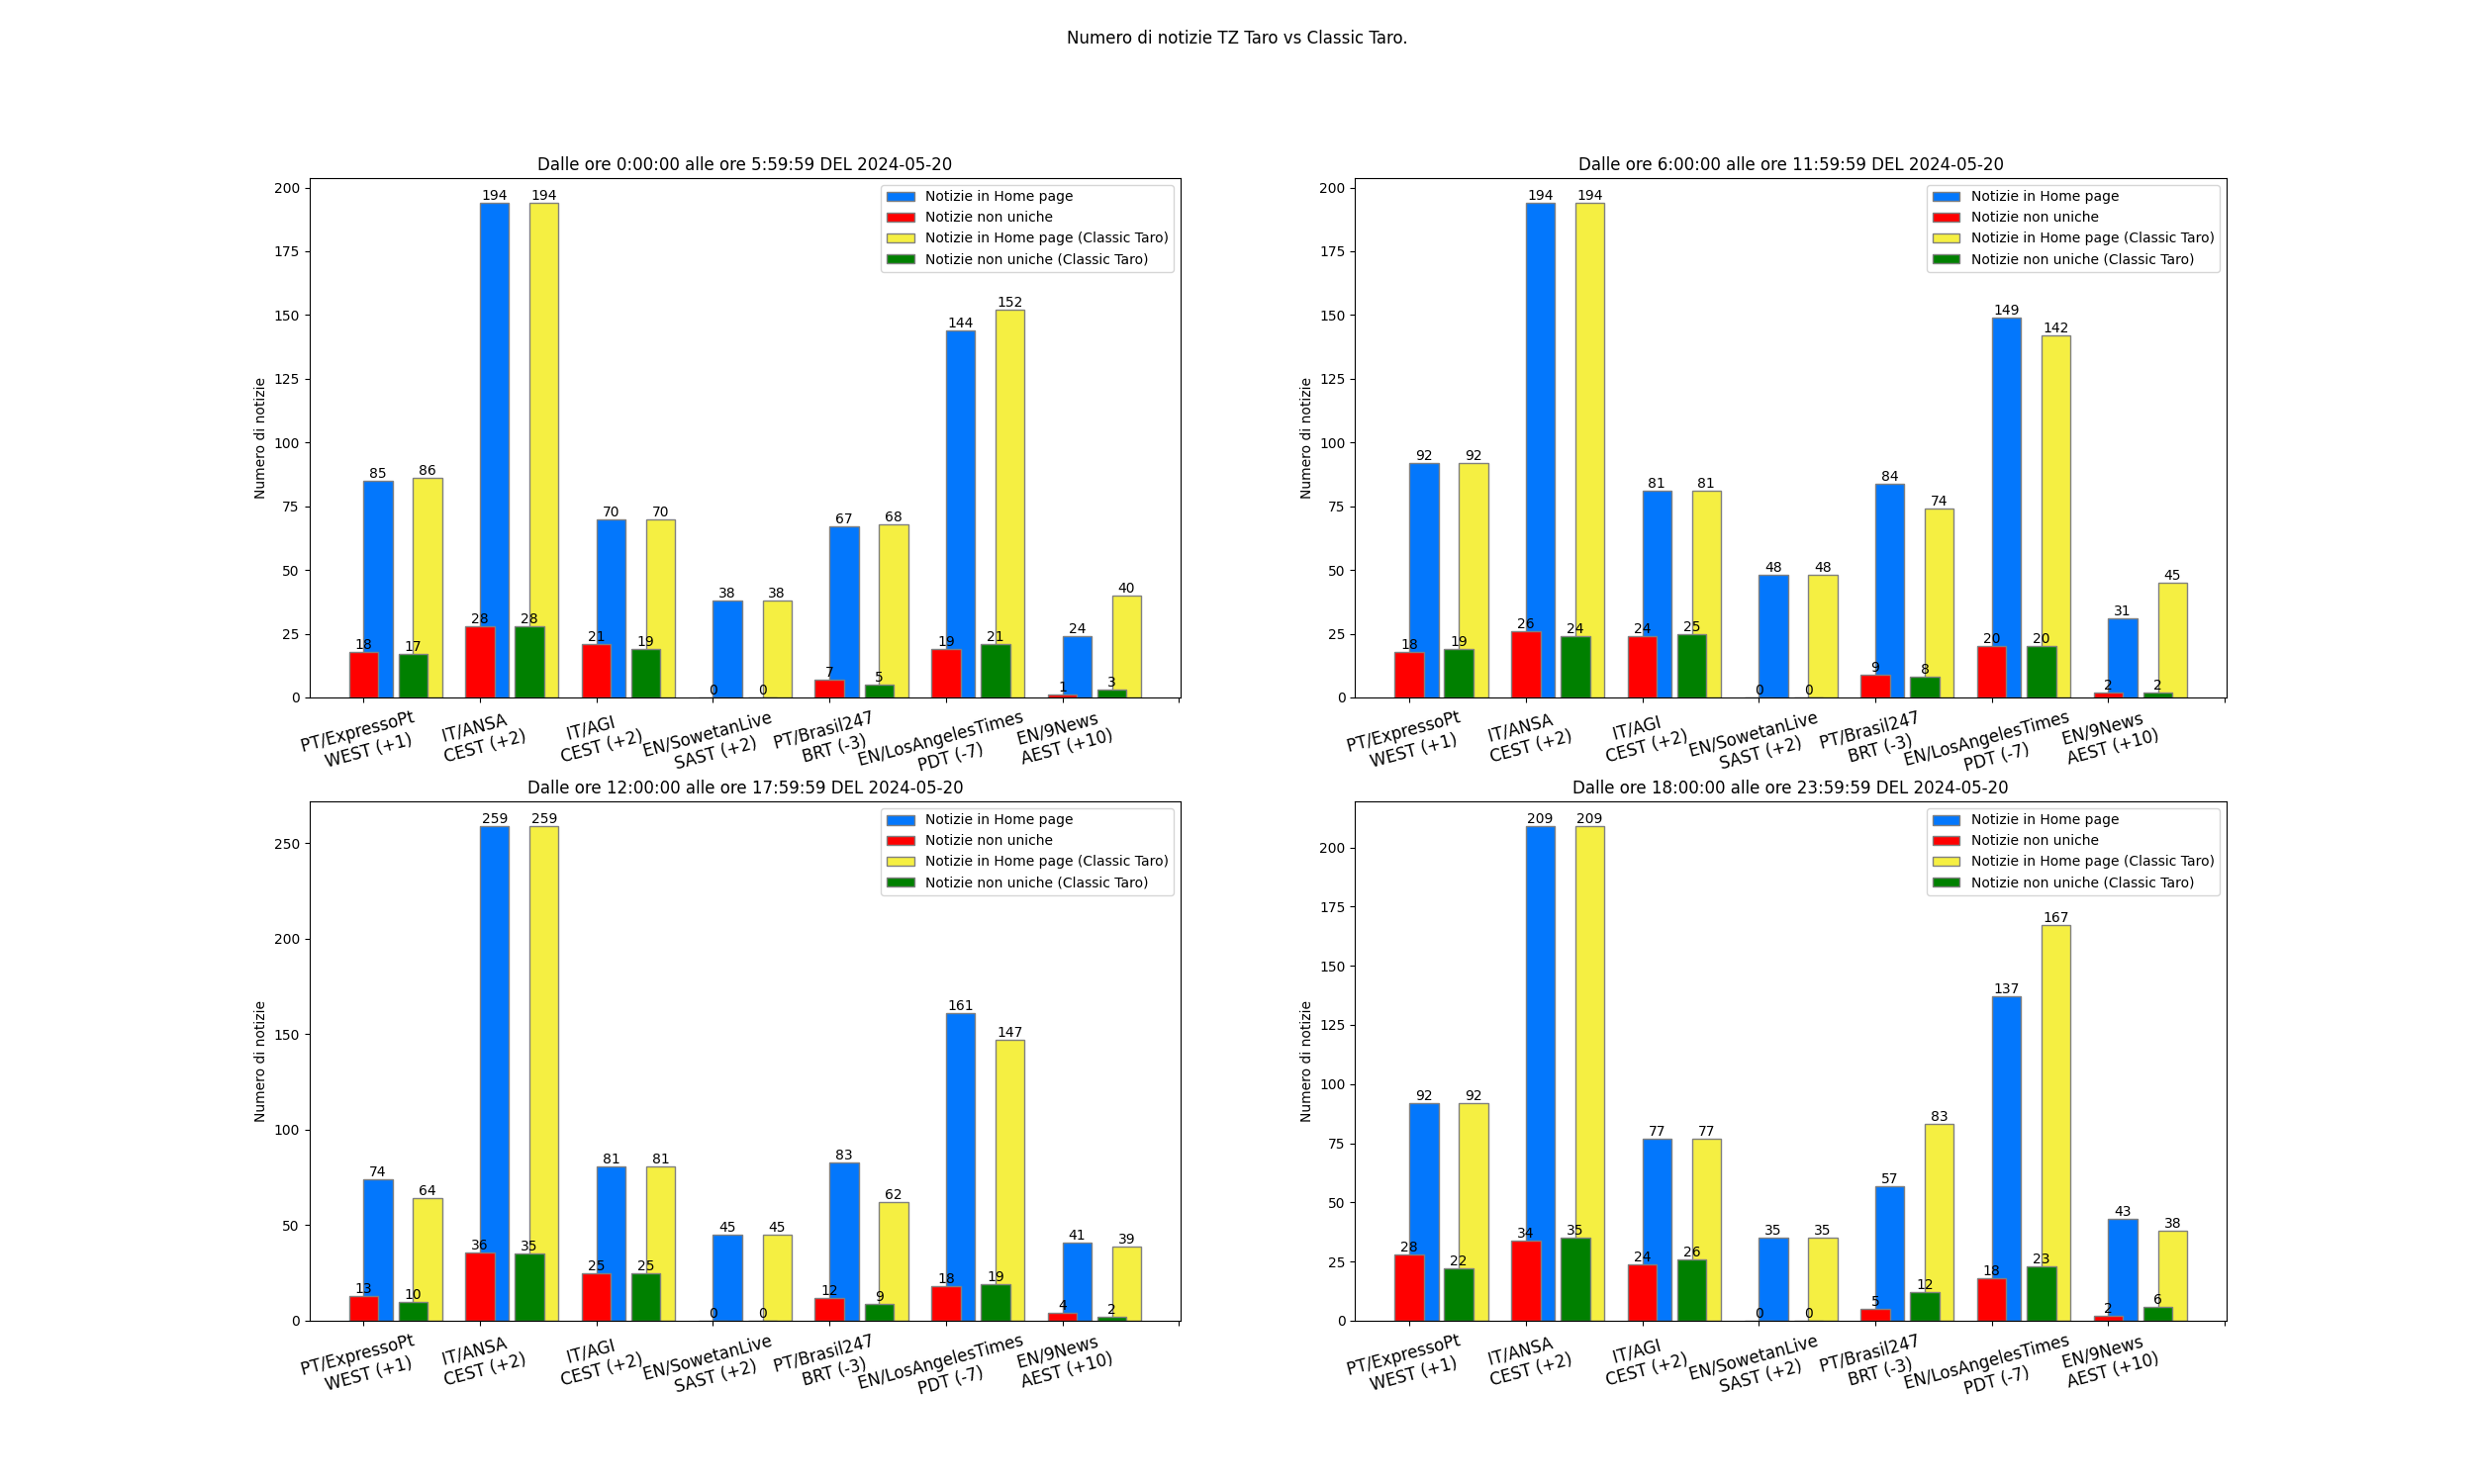 Numero di notizie TZ Taro vs Classic Taro.
Dalle ore 0:00:00 alle ore 5:59:59 DEL 2024-05-20
Numero di notizie
200
175
150
125
100
75
50
25
0
Notizie in Home page
Notizie non uniche
Notizie in Home page (Classic Taro)
Notizie non uniche (Classic Taro)
18 85 17 86
28 194 28 194
21 70 19 70
0 38 0 38
7 67 5 68
19 144 21 152
1 24 3 40
PT/ExpressoPt
WEST (+1)
IT/ANSA
CEST (+2)
IT/AGI
CEST (+2)
EN/SowetanLive
SAST (+2)
PT/Brasil247
BRT (-3)
EN/LosAngelesTimes
PDT (-7)
EN/9News
AEST (+10)
Dalle ore 6:00:00 alle ore 11:59:59 DEL 2024-05-20
Numero di notizie
200
175
150
125
100
75
50
25
0
Notizie in Home page
Notizie non uniche
Notizie in Home page (Classic Taro)
Notizie non uniche (Classic Taro)
18 92 19 92
26 194 24 194
24 81 25 81
0 48 0 48
9 84 8 74
20 149 20 142
2 31 2 45
PT/ExpressoPt
WEST (+1)
IT/ANSA
CEST (+2)
IT/AGI
CEST (+2)
EN/SowetanLive
SAST (+2)
PT/Brasil247
BRT (-3)
EN/LosAngelesTimes
PDT (-7)
EN/9News
AEST (+10)
Dalle ore 12:00:00 alle ore 17:59:59 DEL 2024-05-20
Numero di notizie
250
200
150
100
50
0
Notizie in Home page
Notizie non uniche
Notizie in Home page (Classic Taro)
Notizie non uniche (Classic Taro)
13 74 10 64
36 259 35 259
25 81 25 81
0 45 0 45
12 83 9 62
18 161 19 147
4 41 2 39
PT/ExpressoPt
WEST (+1)
IT/ANSA
CEST (+2)
IT/AGI
CEST (+2)
EN/SowetanLive
SAST (+2)
PT/Brasil247
BRT (-3)
EN/LosAngelesTimes
PDT (-7)
EN/9News
AEST (+10)
Dalle ore 18:00:00 alle ore 23:59:59 DEL 2024-05-20
Numero di notizie
200
175
150
125
100
75
50
25
0
Notizie in Home page
Notizie non uniche
Notizie in Home page (Classic Taro)
Notizie non uniche (Classic Taro)
28 92 22 92
34 209 35 209
24 77 26 77
0 35 0 35
5 57 12 83
18 137 23 167
2 43 6 38
PT/ExpressoPt
WEST (+1)
IT/ANSA
CEST (+2)
IT/AGI
CEST (+2)
EN/SowetanLive
SAST (+2)
PT/Brasil247
BRT (-3)
EN/LosAngelesTimes
PDT (-7)
EN/9News
AEST (+10)